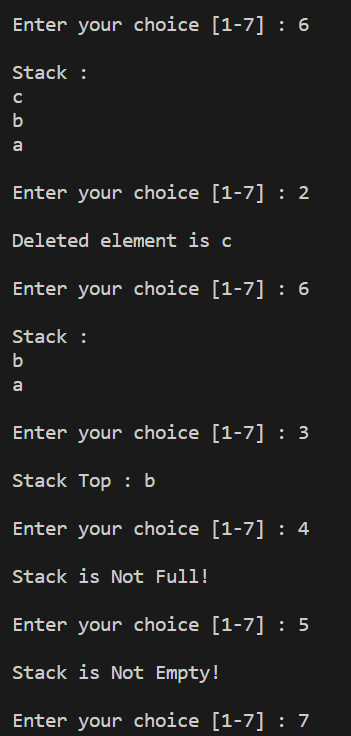 Enter your choice [1-7] : 6
Stack :
c
b
a
Enter your choice [1-7] : 2
Deleted element is c
Enter your choice [1-7] : 6
Stack :
b
a
Enter your choice [1-7] : 3
Stack Top : b
Enter your choice [1-7] : 4
Stack is Not Full!
Enter your choice [1-7] : 5
Stack is Not Empty!
Enter your choice [1-7] : 7